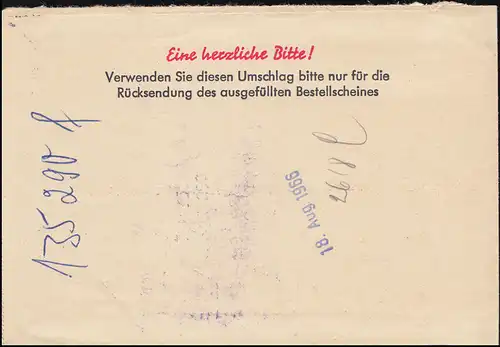 Eine herzliche Bitte!
Verwenden Sie diesen Umschlag bitte nur für die
Rücksendung des ausgefüllten Bestellscheines
135290
18. Aug 1966